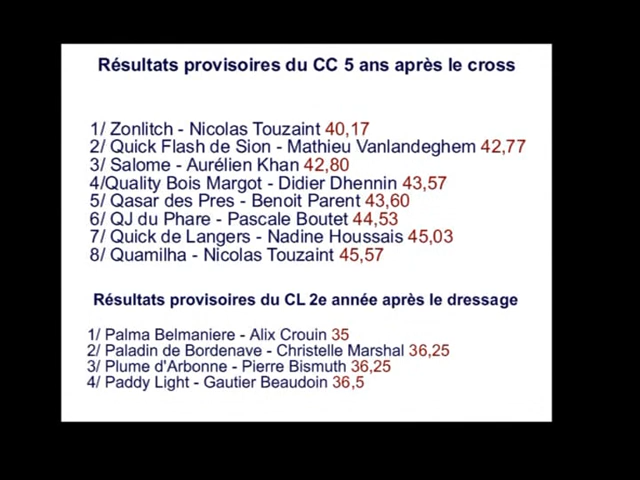 Résultats provisoires du CC 5 ans après le cross
1/ Zonlitch - Nicolas Touzaint 40,17
2/ Quick Flash de Sion - Mathieu Vanlandeghem 42,77
3/ Salome - Aurélien Khan 42,80
4/Quality Bois Margot - Didier Dhennin 43,57
5/ Qasar des Pres - Benoit Parent 43,60
6/ QJ du Phare - Pascale Boutet 44,53
7/ Quick de Langers - Nadine Houssais 45,03
8/ Quamilha - Nicolas Touzaint 45,57
Résultats provisoires du CL 2e année après le dressage
1/ Palma Belmaniere - Alix Crouin 35
2/ Paladin de Bordenave - Christelle Marshal 36,25
3/ Plume d'Arbonne - Pierre Bismuth 36,25
4/ Paddy Light - Gautier Beaudoin 36,5